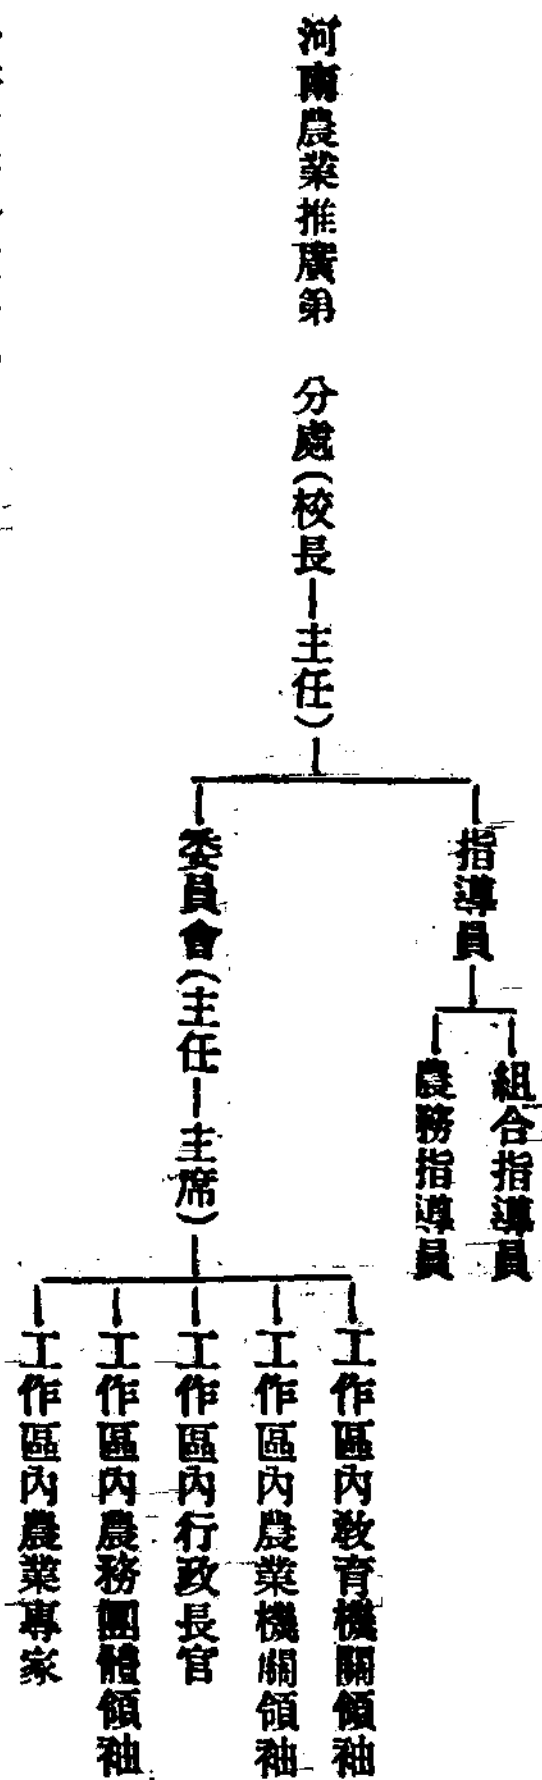 河南農業推廣第　分處(校長—主任)
指導員
組合指導員
農務指導員
委員會(主任—主席)
工作區內教育機關領袖
工作區內農業機關領袖
工作區內行政長官
工作區內農務團體領袖
工作區內農業專家